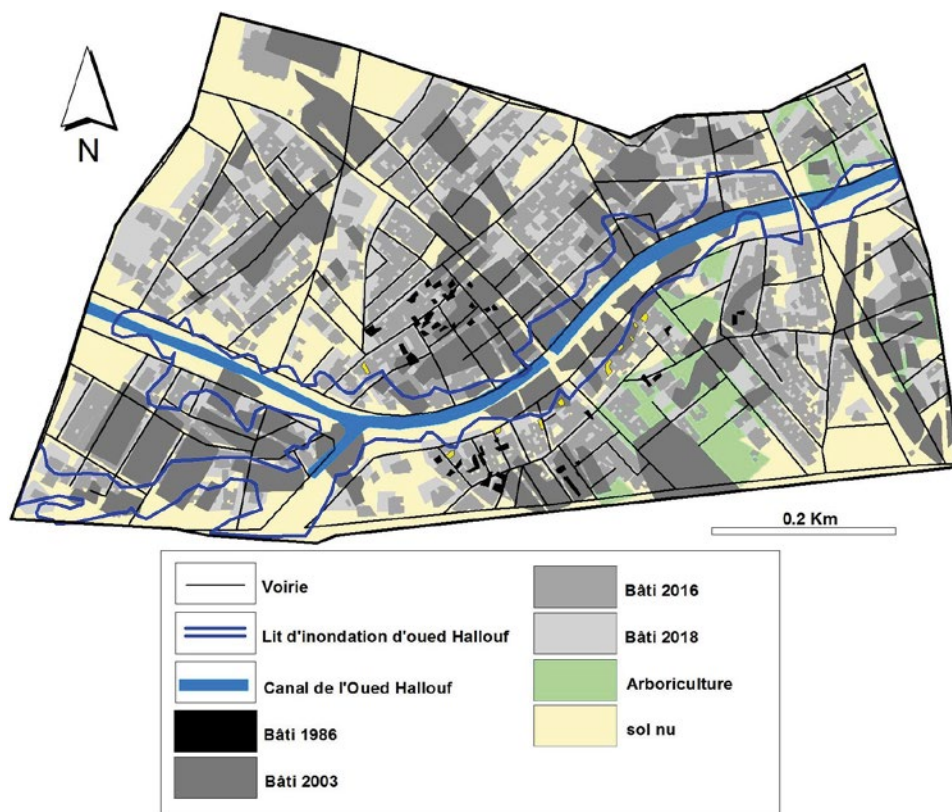 N
0.2 Km
Voirie
Lit d'inondation d'oued Hallouf
Canal de l'Oued Hallouf
Bâti 1986
Bâti 2003
Bâti 2016
Bâti 2018
Arboriculture
sol nu